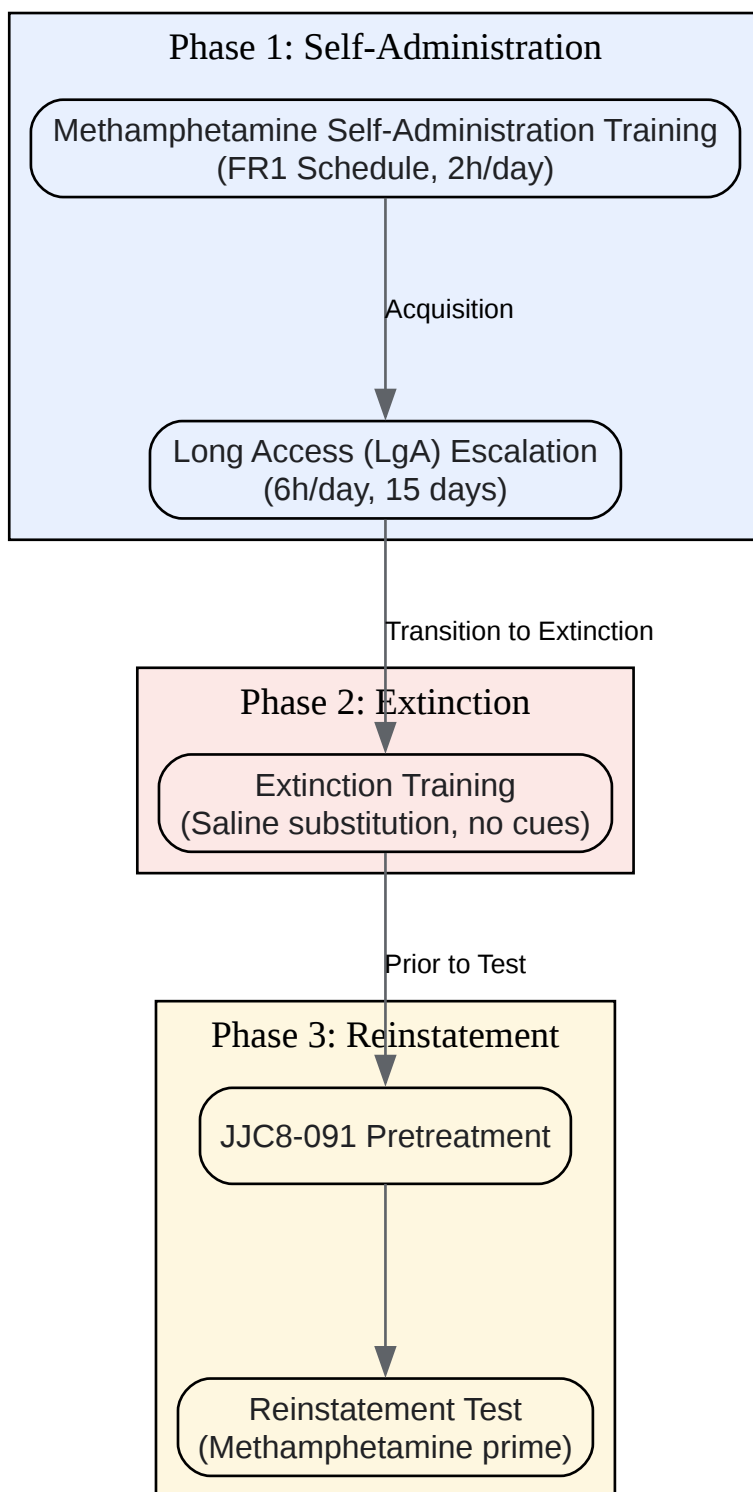 Phase 1: Self-Administration
Methamphetamine Self-Administration Training
(FR1 Schedule, 2h/day)
Acquisition
Long Access (LgA) Escalation
(6h/day, 15 days)
Transition to Extinction
Phase 2: Extinction
Extinction Training
(Saline substitution, no cues)
Prior to Test
Phase 3: Reinstatement
JJC8-091 Pretreatment
Reinstatement Test
(Methamphetamine prime)